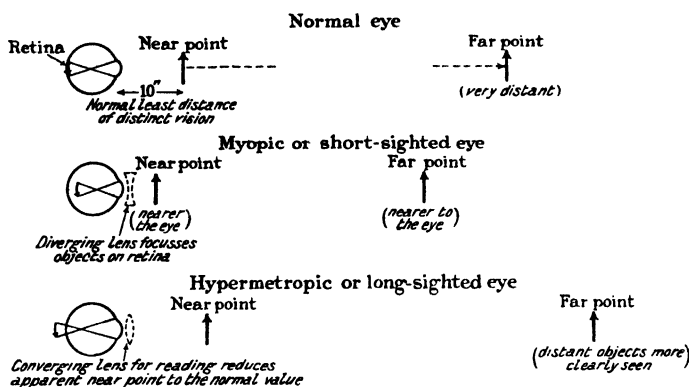 Normal eye
Retina
Near point
Far point
10"
(very distant)
Normal least distance
of distinct vision
Myopic or short-sighted eye
Near point
Far point
(nearer
the eye)
(nearer to
the eye)
Diverging lens focusses
objects on retina
Hypermetropic or long-sighted eye
Near point
Far point
Converging lens for reading reduces
apparent near point to the normal value
(distant objects more
clearly seen)